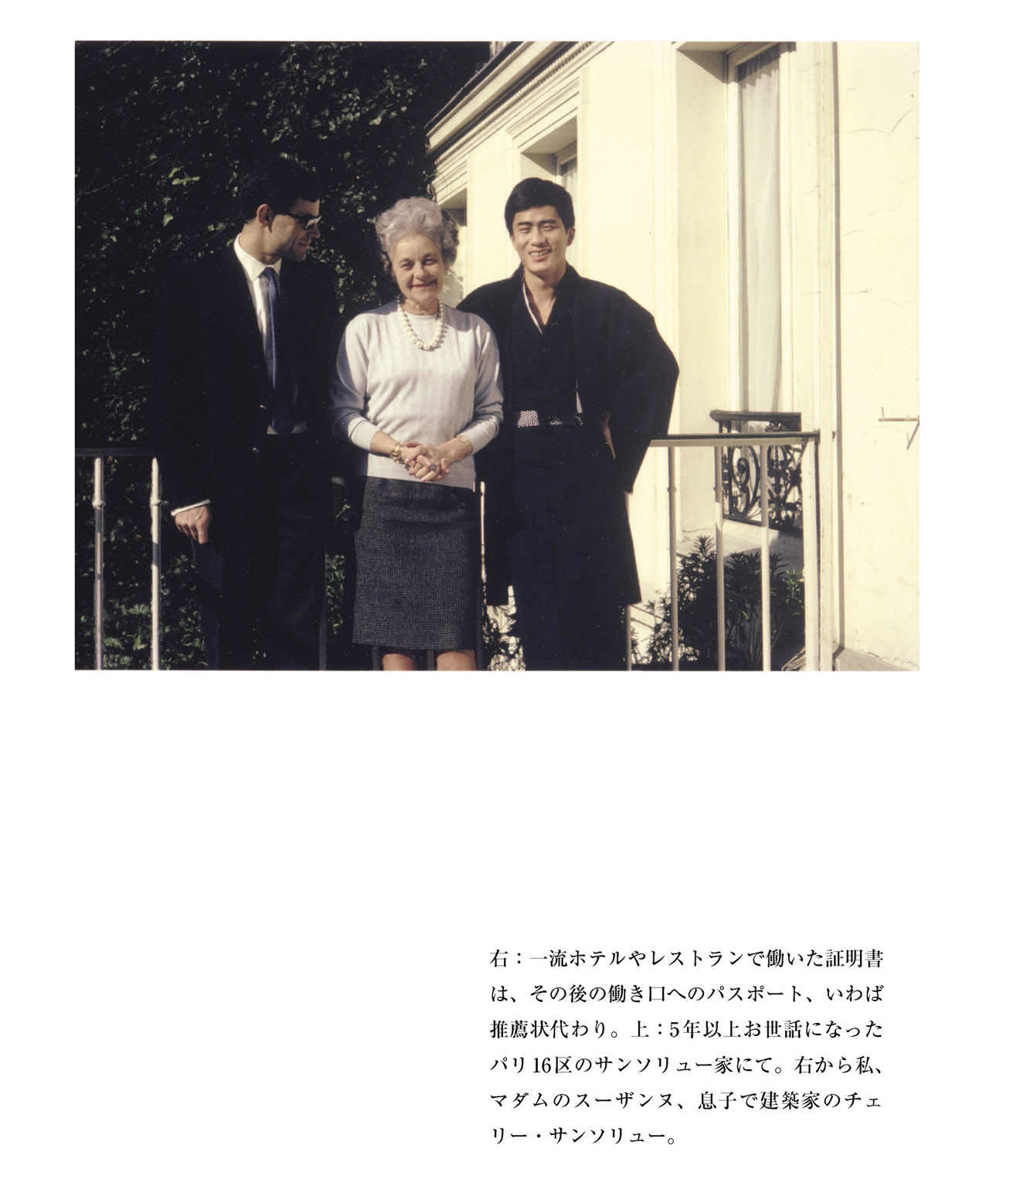 右：一流ホテルやレストランで働いた証明書
は、その後の働き口へのパスポート、いわば
推薦状代わり。上：5年以上お世話になった
パリ16区のサンソリュー家にて。右から私、
マダムのスーザンヌ、息子で建築家のチェ
リー・サンソリュー。